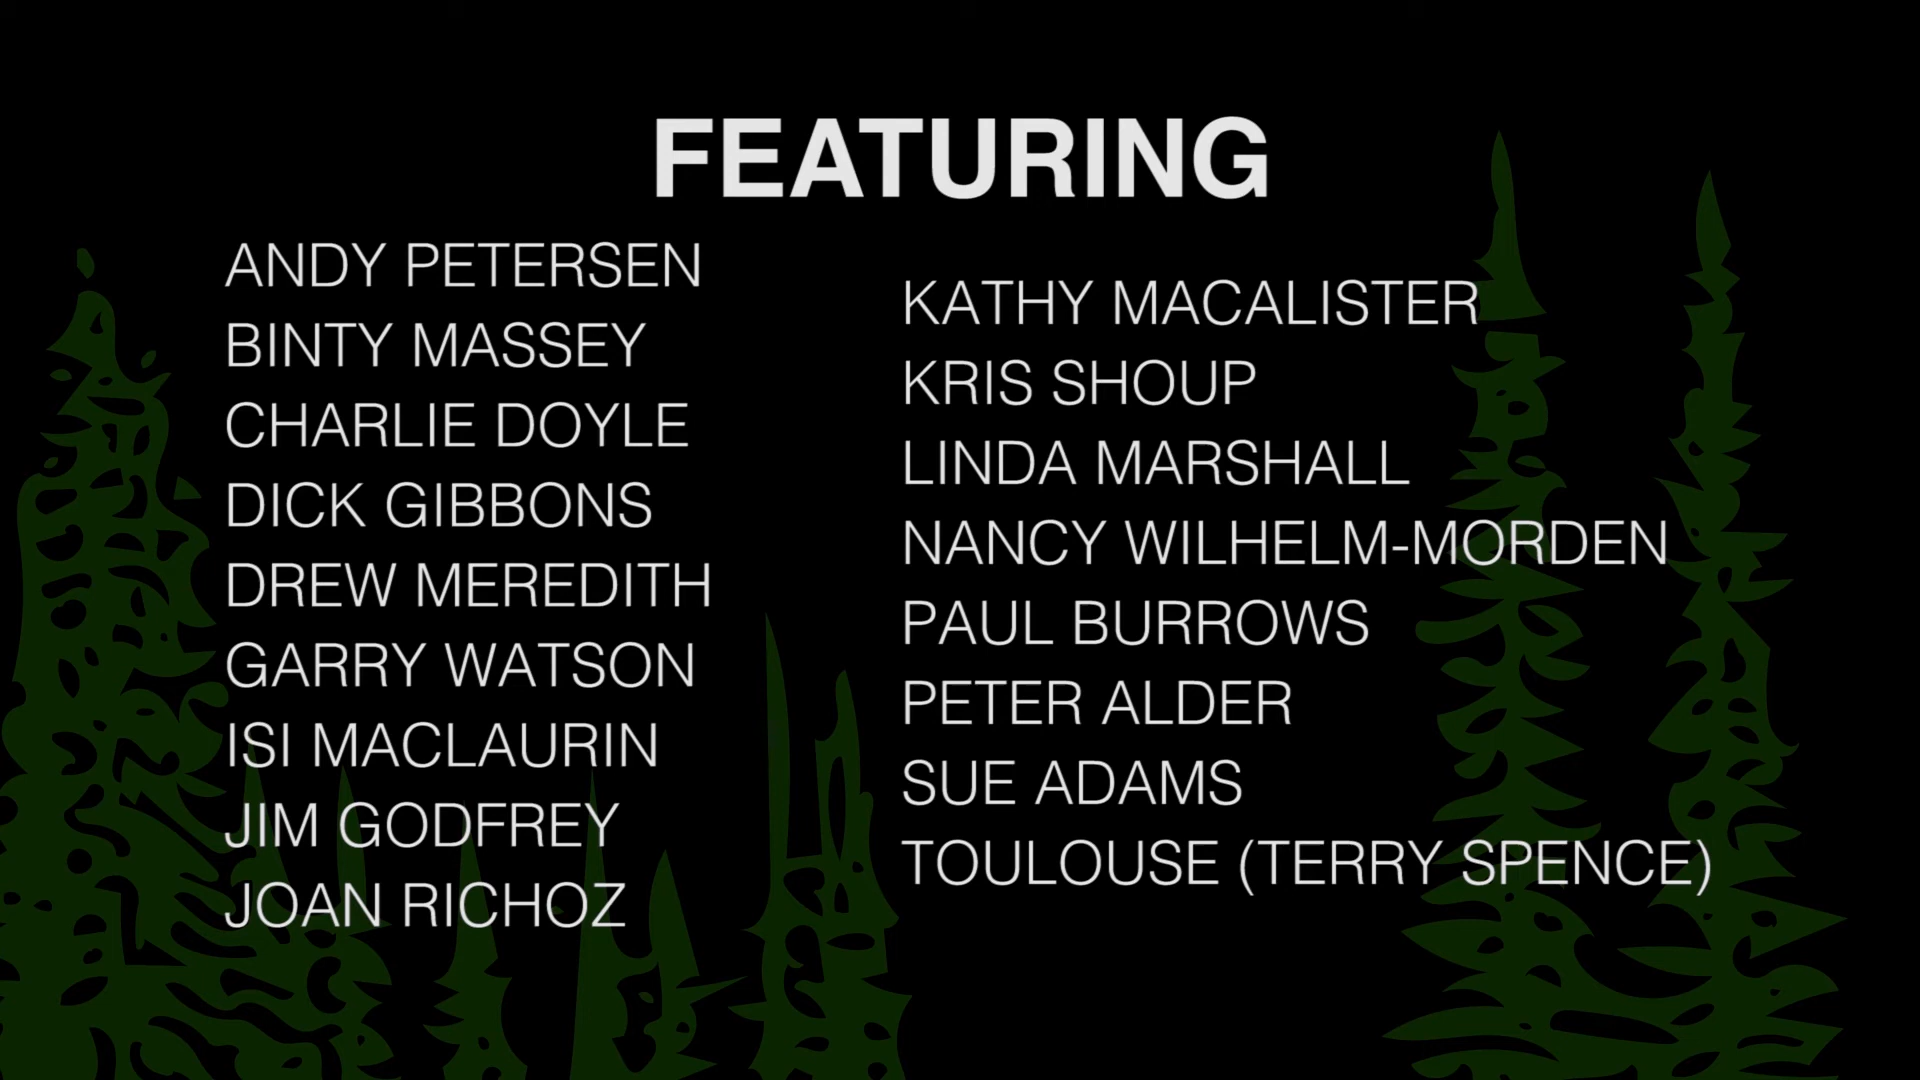 FEATURING
ANDY PETERSEN
BINTY MASSEY
CHARLIE DOYLE
DICK GIBBONS
DREW MEREDITH
GARRY WATSON
ISI MACLAURIN
JIM GODFREY
JOAN RICHOZ
KATHY MACALISTER
KRIS SHOUP
LINDA MARSHALL
NANCY WILHELM-MORDEN
PAUL BURROWS
PETER ALDER
SUE ADAMS
TOULOUSE (TERRY SPENCE)